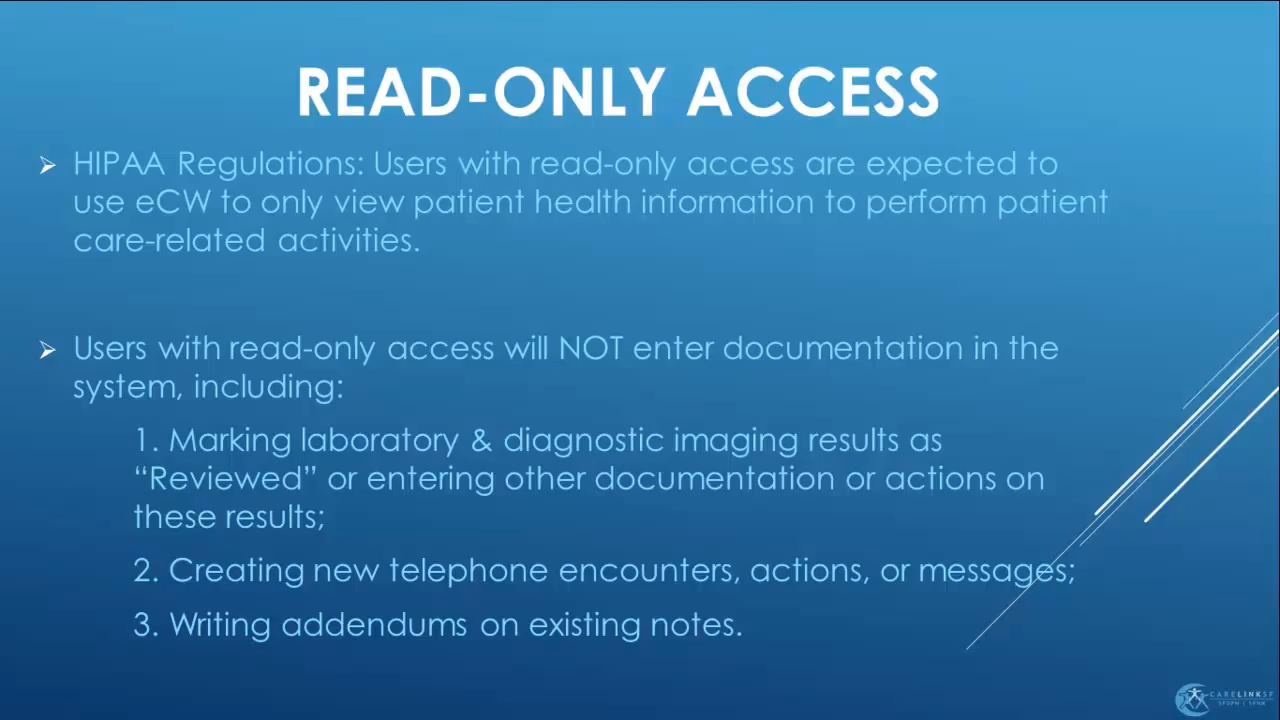 READ-ONLY ACCESS
➢ HIPAA Regulations: Users with read-only access are expected to
use eCW to only view patient health information to perform patient
care-related activities.
➢ Users with read-only access will NOT enter documentation in the
system, including:
1. Marking laboratory & diagnostic imaging results as
“Reviewed” or entering other documentation or actions on
these results;
2. Creating new telephone encounters, actions, or messages;
3. Writing addendums on existing notes.
CARELINKSF